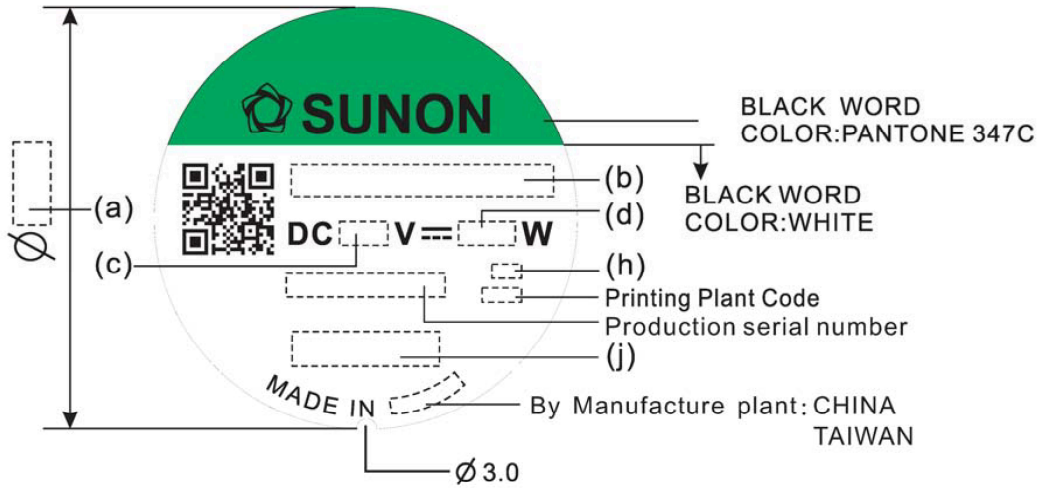 SUNON
BLACK WORD
COLOR:PANTONE 347C
BLACK WORD
COLOR:WHITE
(a)
Ø
(b)
DC V⎓ W
(d)
(c)
(h)
Printing Plant Code
Production serial number
(j)
MADE IN
By Manufacture plant: CHINA
TAIWAN
Ø3.0